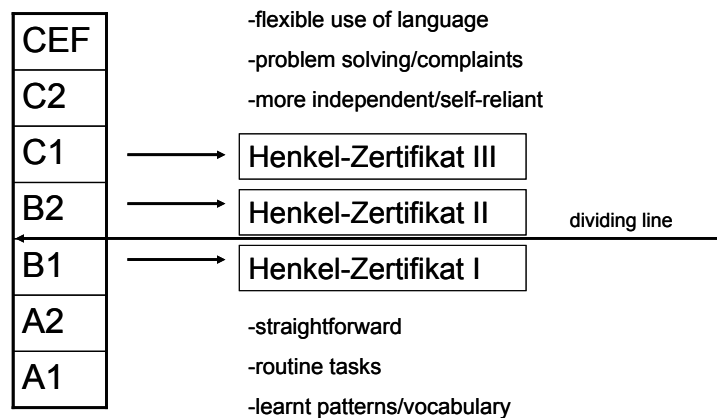 CEF
C2
C1
B2
B1
A2
A1
-flexible use of language
-problem solving/complaints
-more independent/self-reliant
Henkel-Zertifikat III
Henkel-Zertifikat II
dividing line
Henkel-Zertifikat I
-straightforward
-routine tasks
-learnt patterns/vocabulary